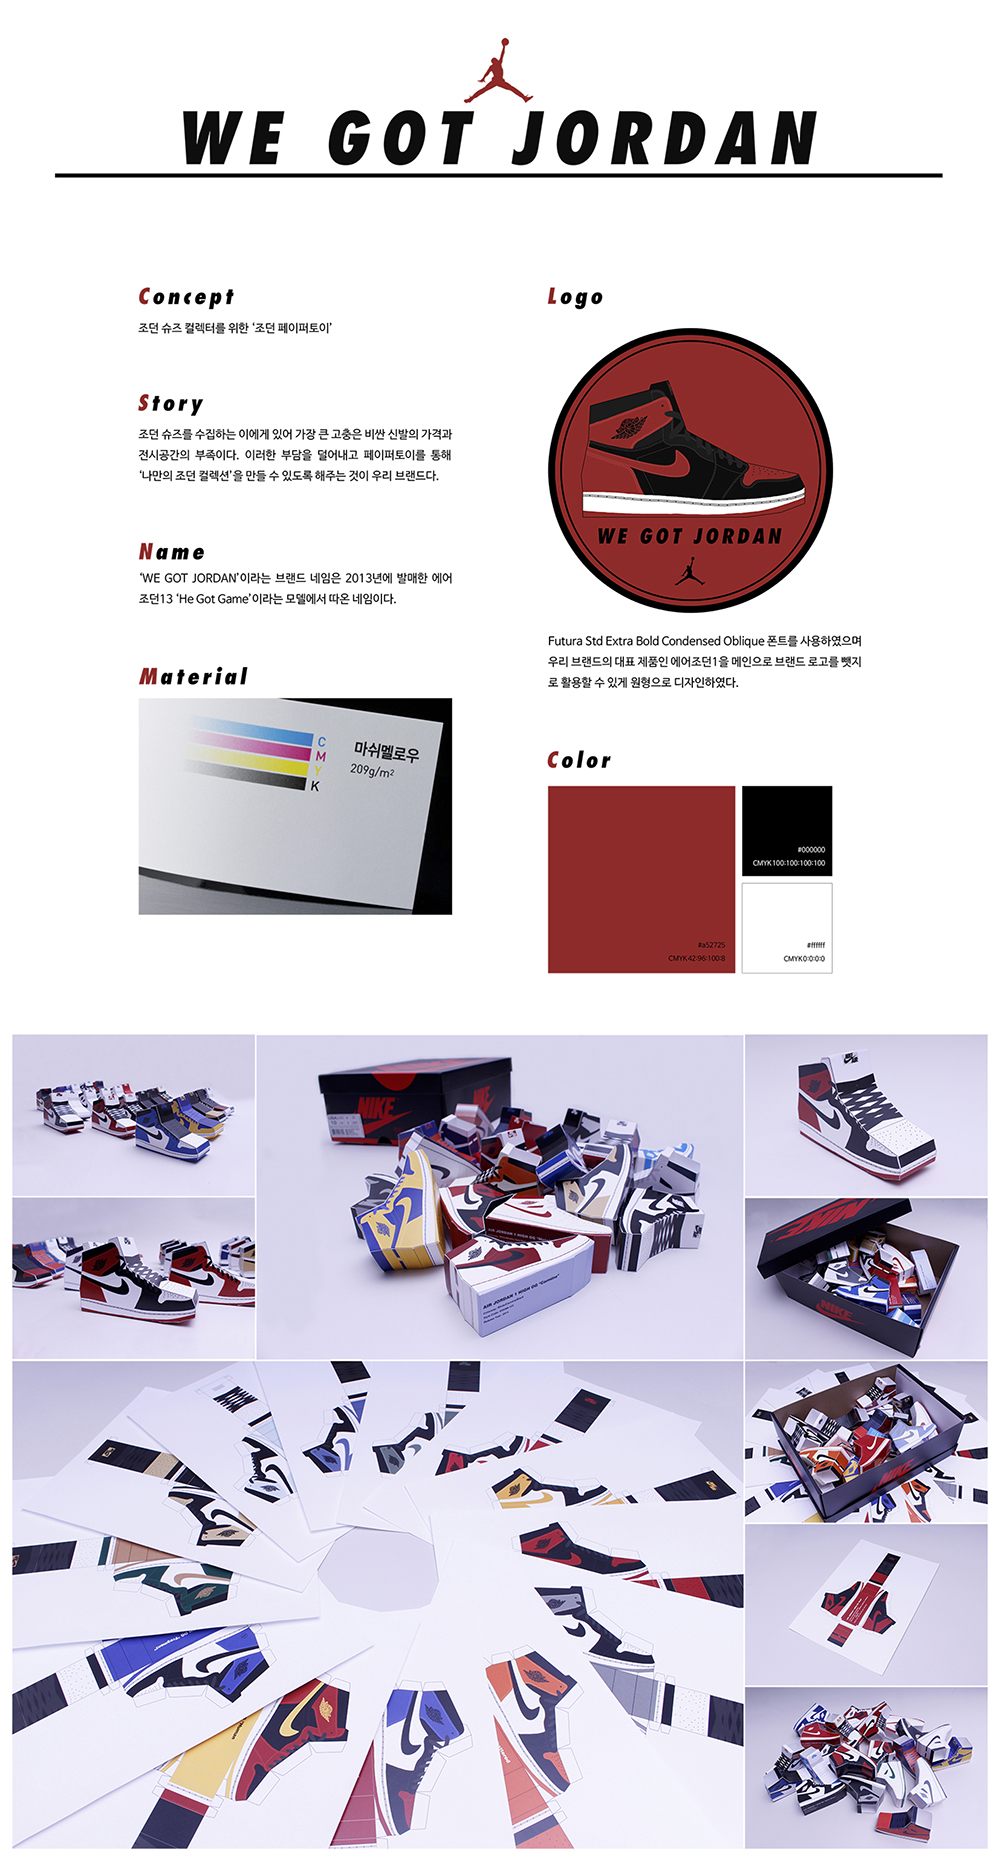 WE GOT JORDAN
Concept
조던 슈즈 컬렉터를 위한 ‘조던 페이퍼토이’
Story
조던 슈즈를 수집하는 이에게 있어 가장 큰 고충은 비싼 신발의 가격과
전시공간의 부족이다. 이러한 부담을 덜어내고 페이퍼토이를 통해
‘나만의 조던 컬렉션’을 만들 수 있도록 해주는 것이 우리 브랜드다.
Name
‘WE GOT JORDAN’이라는 브랜드 네임은 2013년에 발매한 에어
조던13 ‘He Got Game’이라는 모델에서 따온 네임이다.
Material
C
M
Y
K
마쉬멜로우
209g/m²
Logo
WE GOT JORDAN
Futura Std Extra Bold Condensed Oblique 폰트를 사용하였으며
우리 브랜드의 대표 제품인 에어조던1을 메인으로 브랜드 로고를 뺏지
로 활용할 수 있게 원형으로 디자인하였다.
Color
#a52725
CMYK42:96:100:8
#000000
CMYK100:100:100:100
#ffffff
CMYK0:0:0:0
NIKE
NIKE
AIR JORDAN 1 HIGH OG
NIKE
NIKE
NIKE